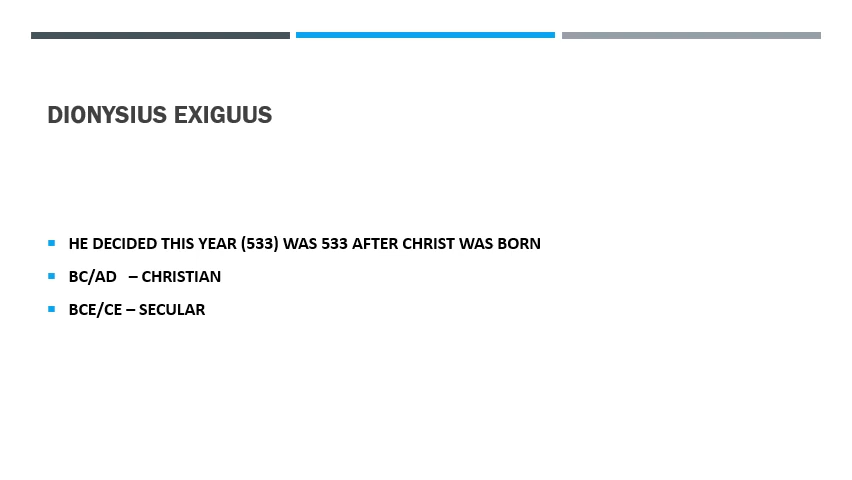 DIONYSIUS EXIGUUS
HE DECIDED THIS YEAR (533) WAS 533 AFTER CHRIST WAS BORN
BC/AD – CHRISTIAN
BCE/CE – SECULAR